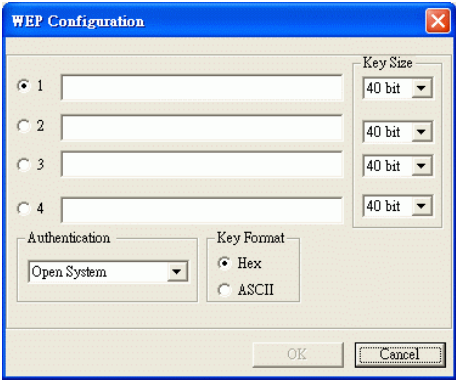 WEP Configuration
Key Size
1
40 bit
2
40 bit
3
40 bit
4
40 bit
Authentication
Open System
Key Format
Hex
ASCII
OK
Cancel